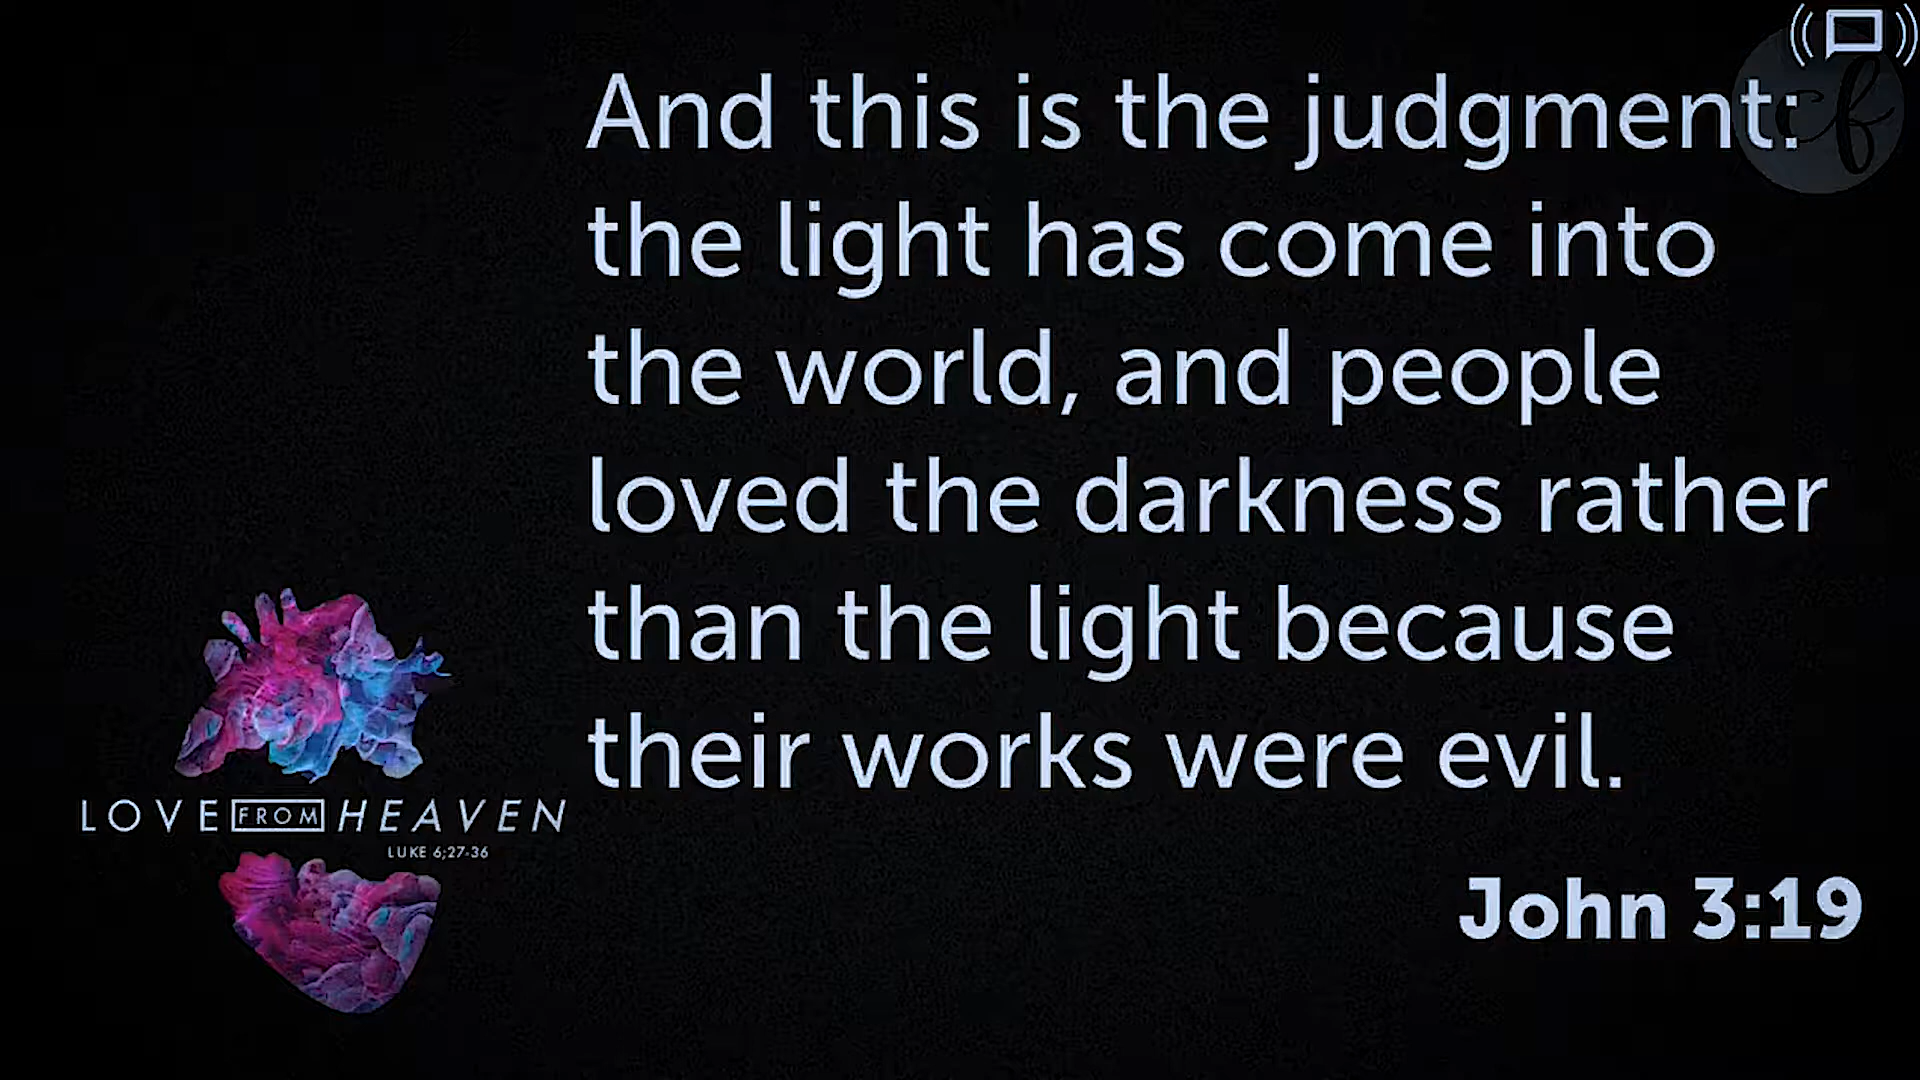 And this is the judgment:
the light has come into
the world, and people
loved the darkness rather
than the light because
their works were evil.
John 3:19
LOVE FROM HEAVEN
LUKE 6;27-36
cf